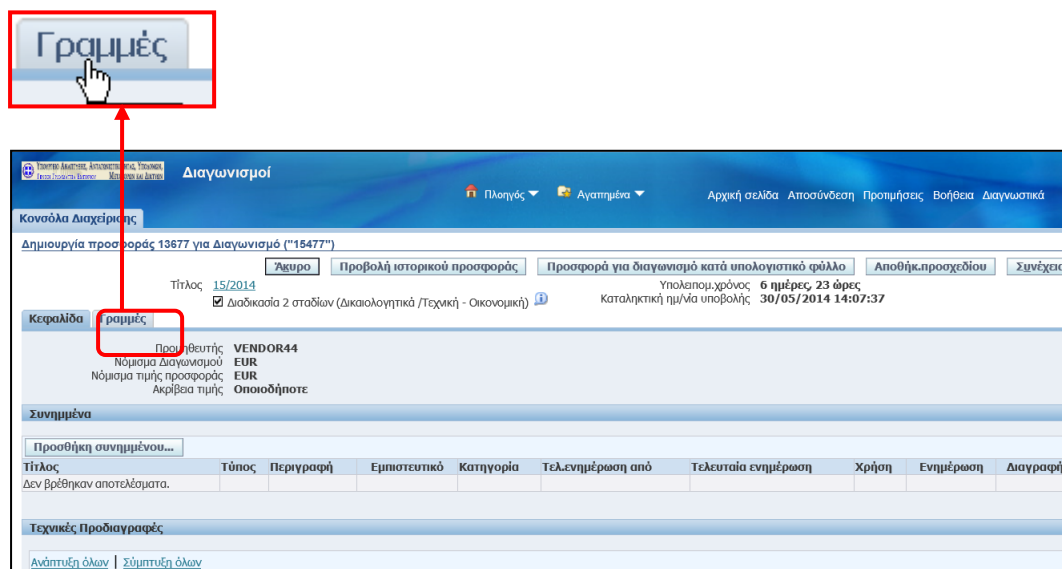 Γραμμές
Διαγωνισμοί
Πλοηγός Αγαπημένα Αρχική σελίδα Αποσύνδεση Προτιμήσεις Βοήθεια Διαγνωστικά
Κονσόλα Διαχείρισης
Δημιουργία προσφοράς 13677 για Διαγωνισμό ("15477")
Άκυρο Προβολή ιστορικού προσφοράς Προσφορά για διαγωνισμό κατά υπολογιστικό φύλλο Αποθήκ.προσχεδίου Συνέχεια
Τίτλος 15/2014 Υπολειπομ.χρόνος 6 ημέρες, 23 ώρες
Διαδικασία 2 σταδίων (Δικαιολογητικά /Τεχνική - Οικονομική) Καταληκτική ημ/νία υποβολής 30/05/2014 14:07:37
Κεφαλίδα Γραμμές
Προμηθευτής VENDOR44
Νόμισμα Διαγωνισμού EUR
Νόμισμα τιμής προσφοράς EUR
Ακρίβεια τιμής Οποιοδήποτε
Συνημμένα
Προσθήκη συνημμένου...
Τίτλος Τύπος Περιγραφή Εμπιστευτικό Κατηγορία Τελ.ενημέρωση από Τελευταία ενημέρωση Χρήση Ενημέρωση Διαγραφή
Δεν βρέθηκαν αποτελέσματα.
Τεχνικές Προδιαγραφές
Ανάπτυξη όλων | Σύμπτυξη όλων